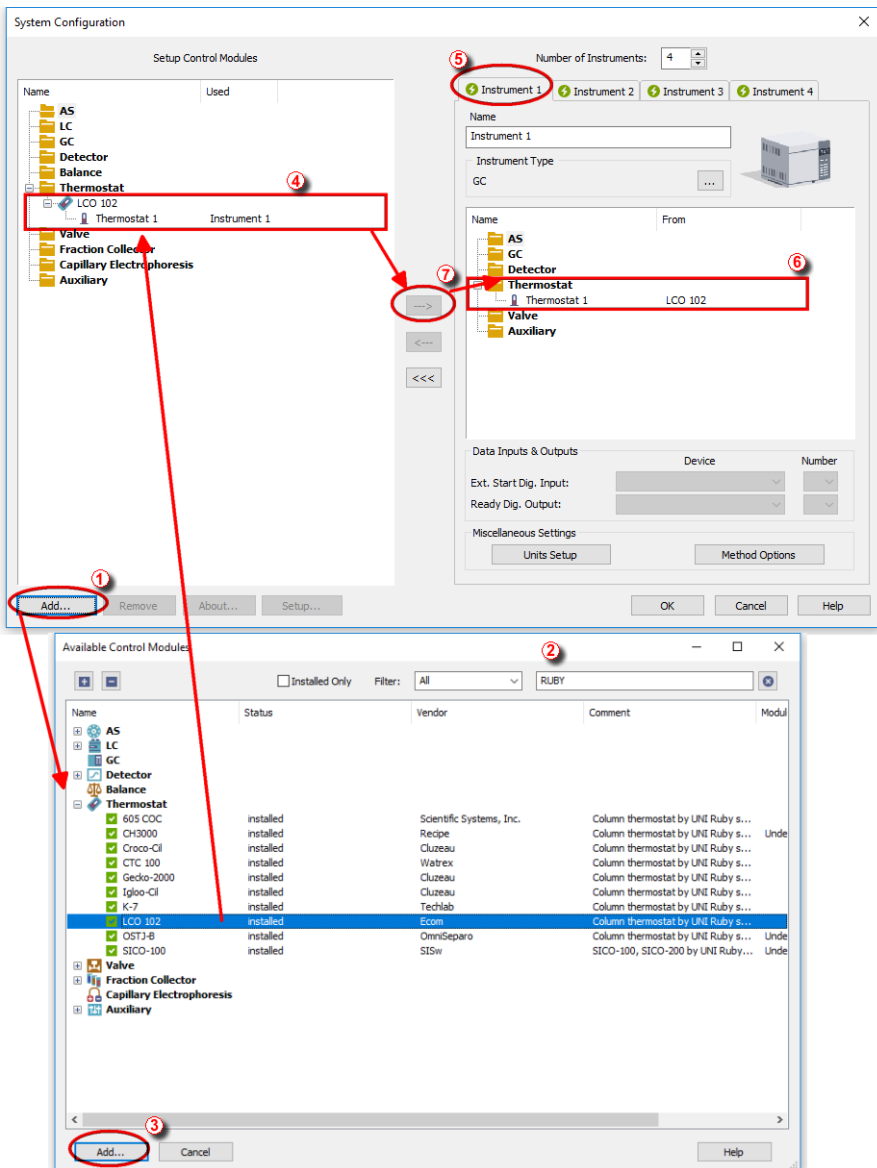 System Configuration
Setup Control Modules
Number of Instruments: 4
5
Name Used
AS
LC
GC
Detector
Balance
Thermostat
4
LCO 102
Thermostat 1 Instrument 1
Valve
Fraction Collector
Capillary Electrophoresis
Auxiliary
7
--->
<---
<<<
Instrument 1 Instrument 2 Instrument 3 Instrument 4
Name
Instrument 1
Instrument Type
GC ...
Name From
AS
GC
Detector
6
Thermostat
Thermostat 1 LCO 102
Valve
Auxiliary
Data Inputs & Outputs
Device Number
Ext. Start Dig. Input:
Ready Dig. Output:
Miscellaneous Settings
Units Setup Method Options
1
Add... Remove About... Setup... OK Cancel Help
Available Control Modules
2
Installed Only Filter: All RUBY
Name Status Vendor Comment Modul
AS
LC
GC
Detector
Balance
Thermostat
605 COC installed Scientific Systems, Inc. Column thermostat by UNI Ruby s...
CH3000 installed Recipe Column thermostat by UNI Ruby s... Unde
Croco-Cil installed Cluzeau Column thermostat by UNI Ruby s...
CTC 100 installed Watrex Column thermostat by UNI Ruby s...
Gecko-2000 installed Cluzeau Column thermostat by UNI Ruby s...
Igloo-Cil installed Cluzeau Column thermostat by UNI Ruby s...
K-7 installed Techlab Column thermostat by UNI Ruby s...
LCO 102 installed Ecom Column thermostat by UNI Ruby s...
OSTJ-B installed OmniSeparo Column thermostat by UNI Ruby s... Unde
SICO-100 installed SISw SICO-100, SICO-200 by UNI Ruby... Unde
Valve
Fraction Collector
Capillary Electrophoresis
Auxiliary
3
Add... Cancel Help